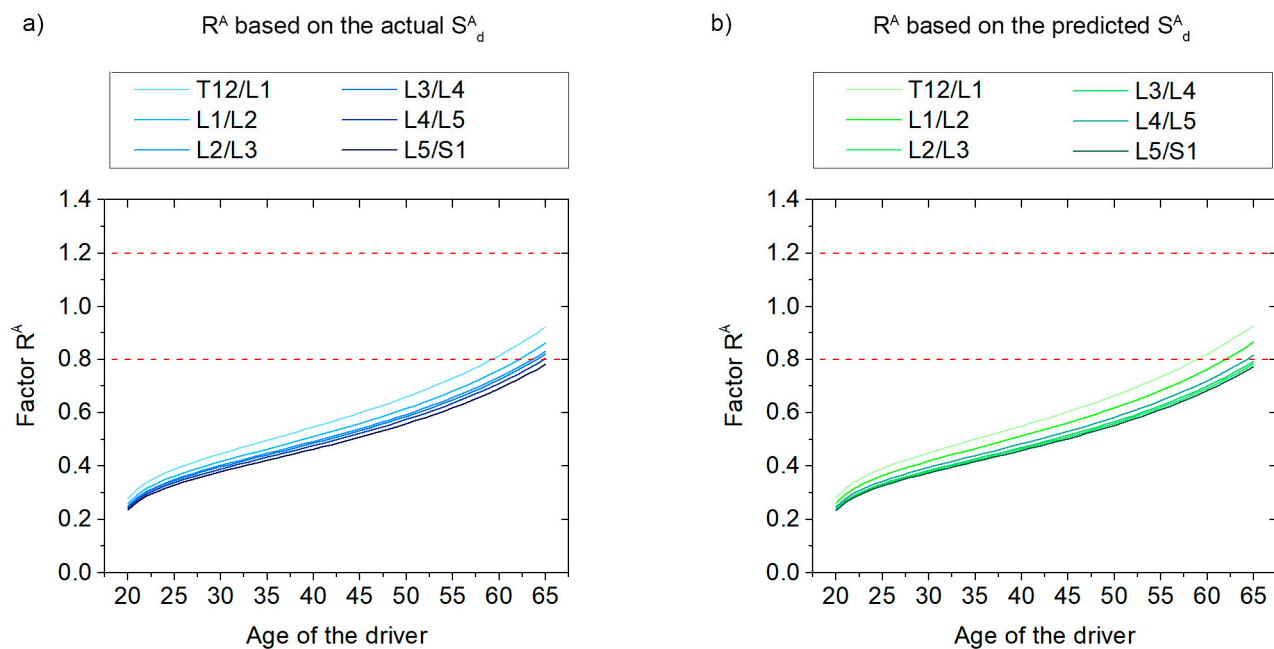 a) R^A based on the actual S^A_d
T12/L1 L3/L4
L1/L2 L4/L5
L2/L3 L5/S1
1.4
1.2
1.0
0.8
0.6
0.4
0.2
0.0
Factor R^A
20 25 30 35 40 45 50 55 60 65
Age of the driver
b) R^A based on the predicted S^A_d
T12/L1 L3/L4
L1/L2 L4/L5
L2/L3 L5/S1
1.4
1.2
1.0
0.8
0.6
0.4
0.2
0.0
Factor R^A
20 25 30 35 40 45 50 55 60 65
Age of the driver